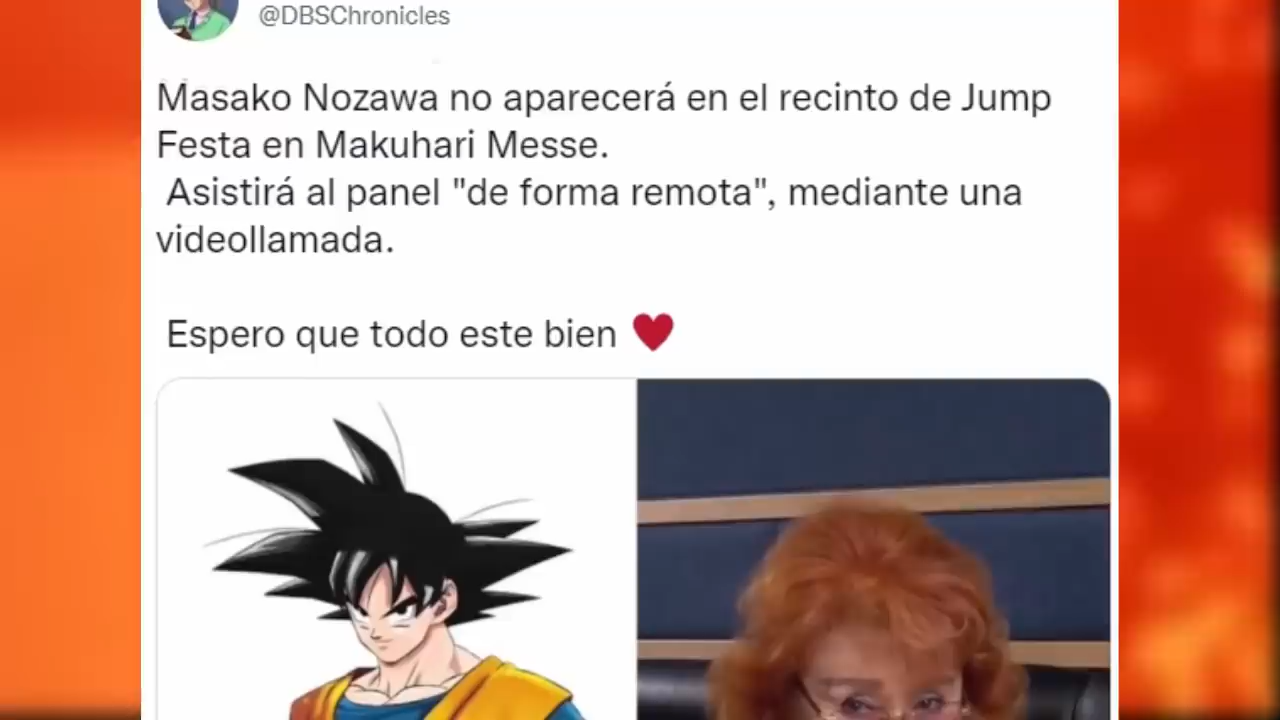 @DBSChronicles
Masako Nozawa no aparecerá en el recinto de Jump
Festa en Makuhari Messe.
Asistirá al panel "de forma remota", mediante una
videollamada.
Espero que todo este bien ❤